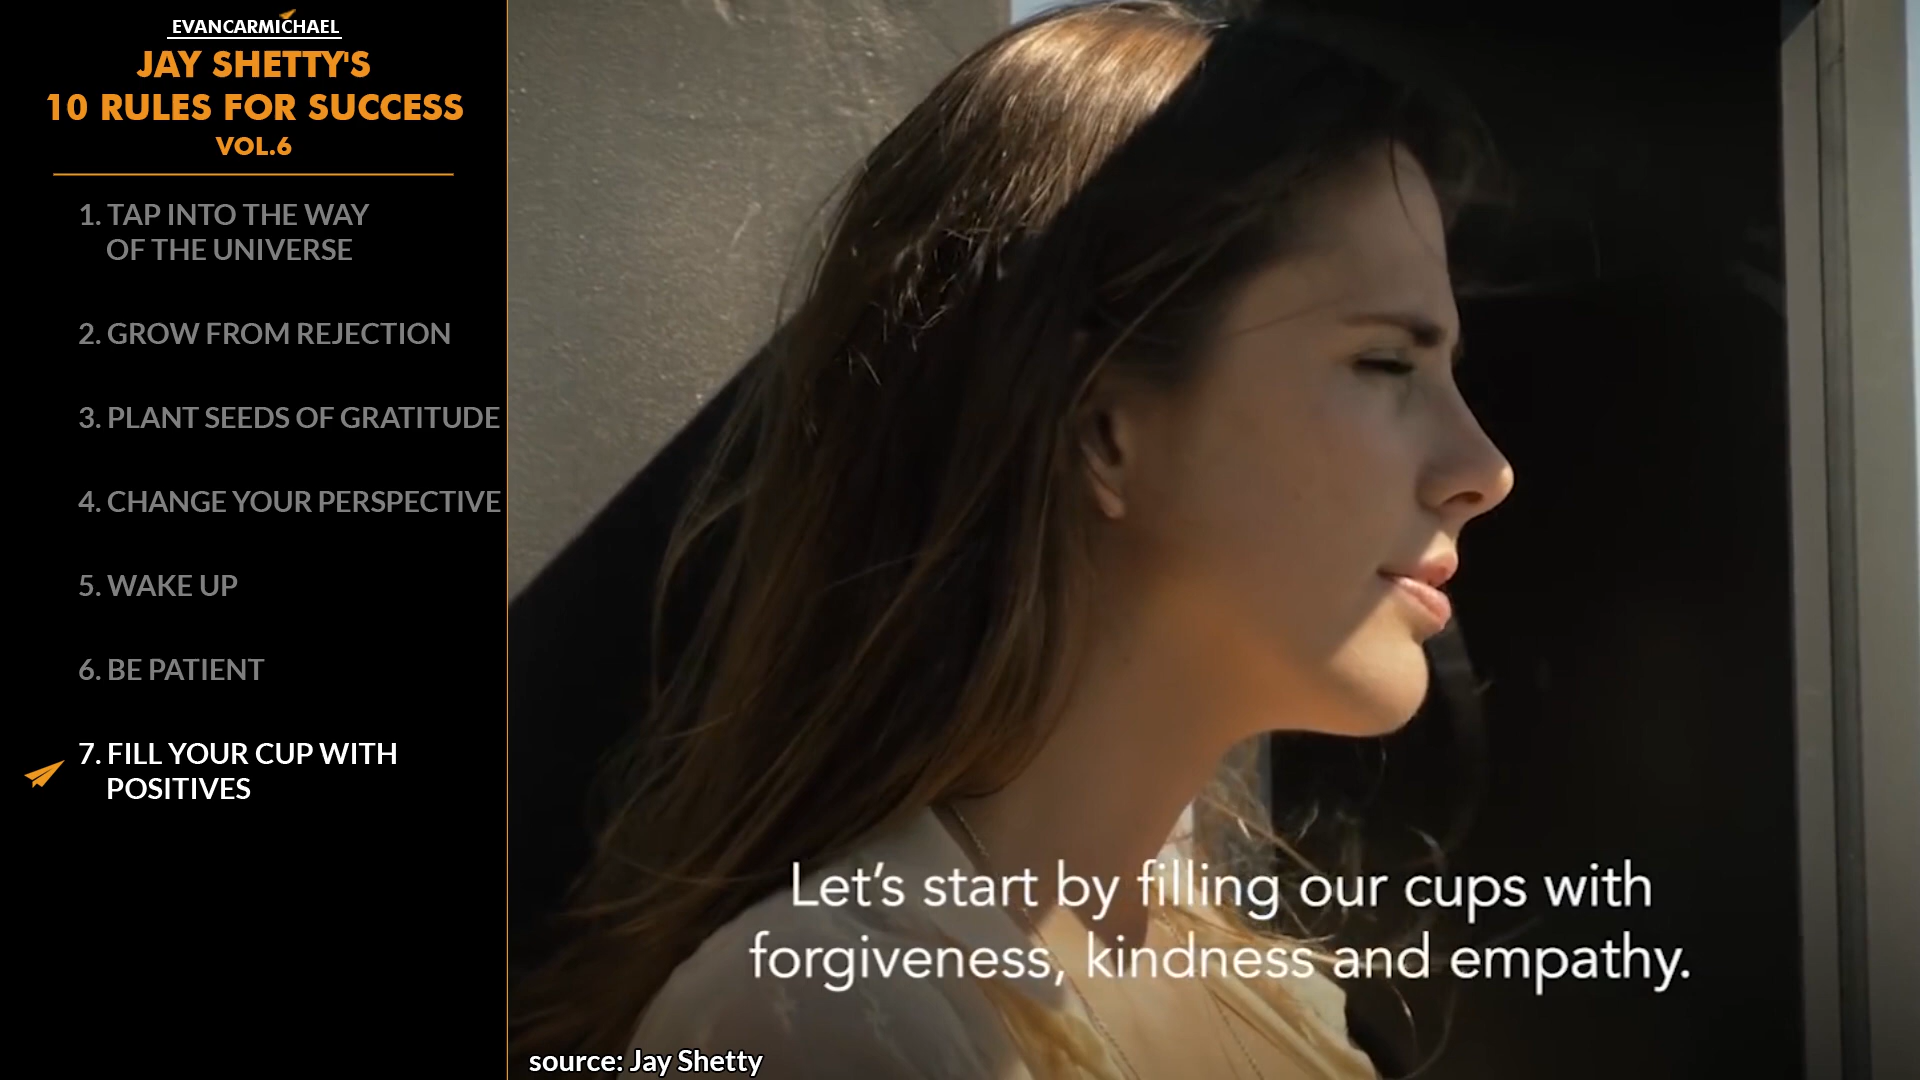 EVANCARMICHAEL
JAY SHETTY'S
10 RULES FOR SUCCESS
VOL.6
1. TAP INTO THE WAY
OF THE UNIVERSE
2. GROW FROM REJECTION
3. PLANT SEEDS OF GRATITUDE
4. CHANGE YOUR PERSPECTIVE
5. WAKE UP
6. BE PATIENT
7. FILL YOUR CUP WITH
POSITIVES
Let's start by filling our cups with
forgiveness, kindness and empathy.
source: Jay Shetty